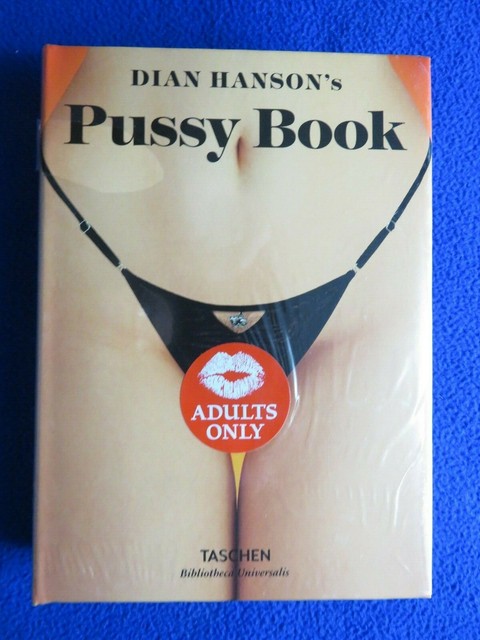 DIAN HANSON's
Pussy Book
ADULTS
ONLY
TASCHEN
Bibliotheca Universalis